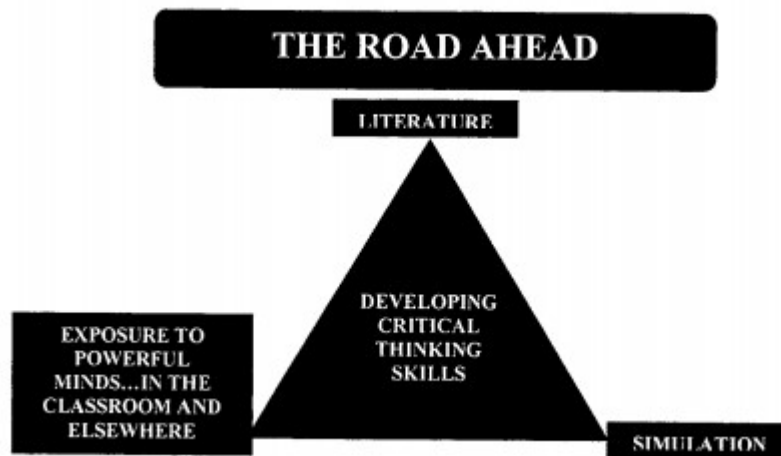 THE ROAD AHEAD
LITERATURE
DEVELOPING
CRITICAL
THINKING
SKILLS
EXPOSURE TO
POWERFUL
MINDS...IN THE
CLASSROOM AND
ELSEWHERE
SIMULATION